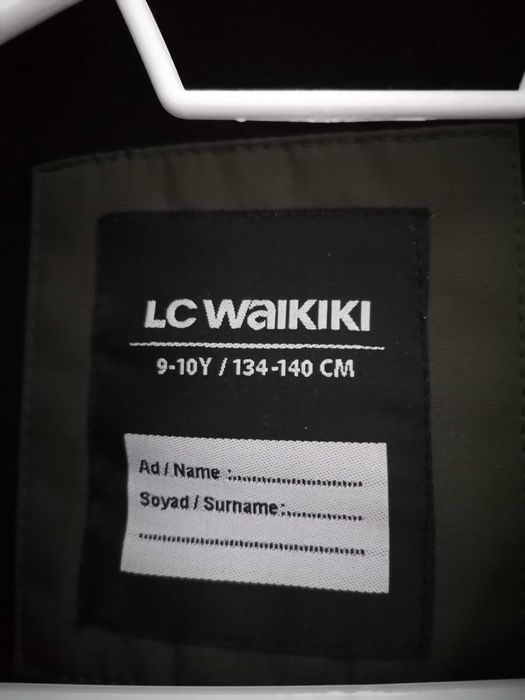 LC WAIKIKI
9-10Y / 134-140 CM
Ad / Name :..............................
Soyad / Surname:..................
..................................................